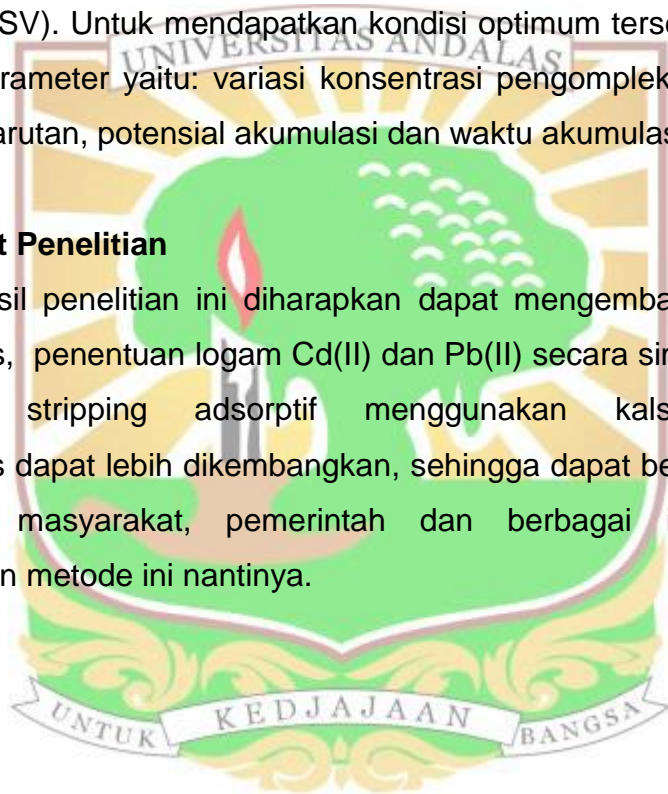 SV). Untuk mendapatkan kondisi optimum terse
UNIVERSITAS ANDALAS
arameter yaitu: variasi konsentrasi pengomplek
arutan, potensial akumulasi dan waktu akumulas
t Penelitian
sil penelitian ini diharapkan dapat mengemba
s, penentuan logam Cd(II) dan Pb(II) secara sin
stripping adsorptif menggunakan kals
s dapat lebih dikembangkan, sehingga dapat be
masyarakat, pemerintah dan berbagai
n metode ini nantinya.
UNTUK KEDJAJAAN BANGSA